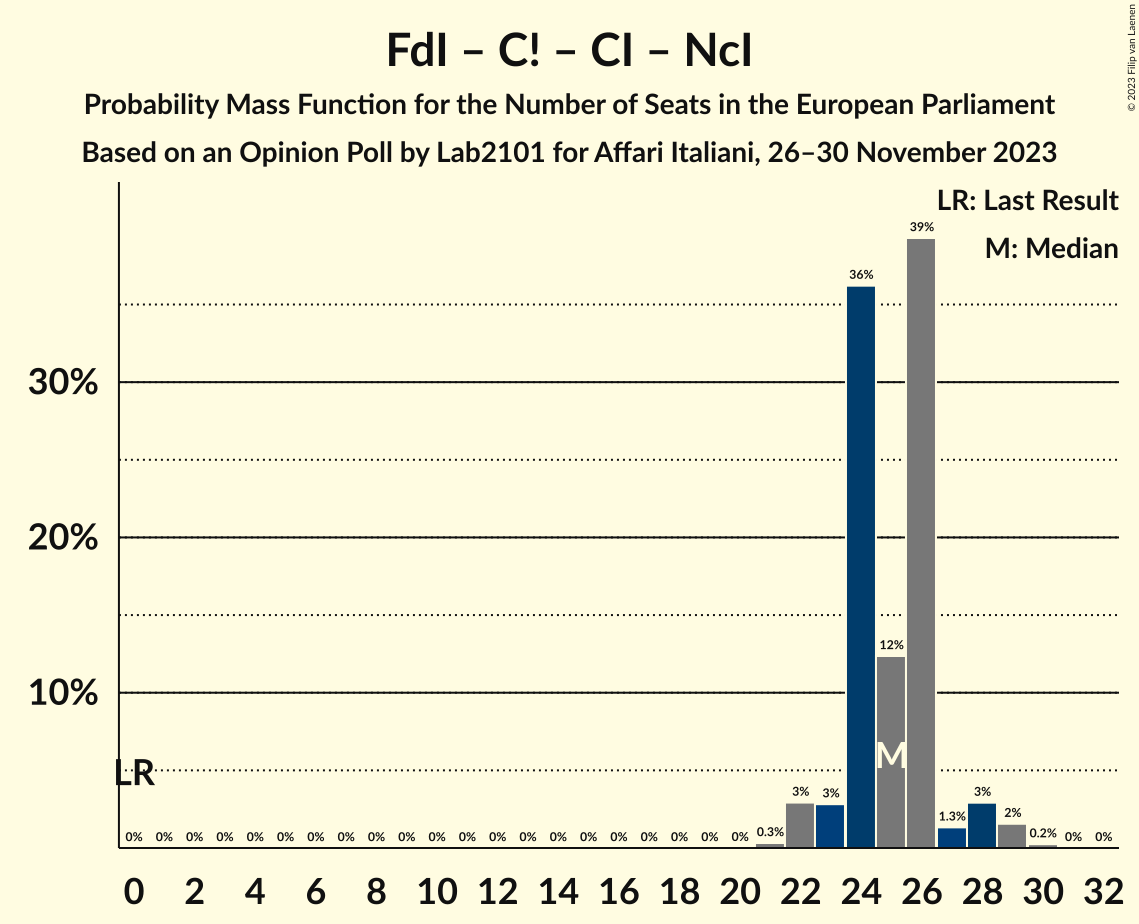 FdI – C! – CI – NcI
Probability Mass Function for the Number of Seats in the European Parliament
Based on an Opinion Poll by Lab2101 for Affari Italiani, 26–30 November 2023
© 2023 Filip van Laenen
LR: Last Result
M: Median
39%
36%
30%
20%
12%
10%
M
LR
3% 3% 3%
2%
1.3%
0% 0% 0% 0% 0% 0% 0% 0% 0% 0% 0% 0% 0% 0% 0% 0% 0% 0% 0% 0% 0% 0.3% 0.2% 0% 0%
0 2 4 6 8 10 12 14 16 18 20 22 24 26 28 30 32